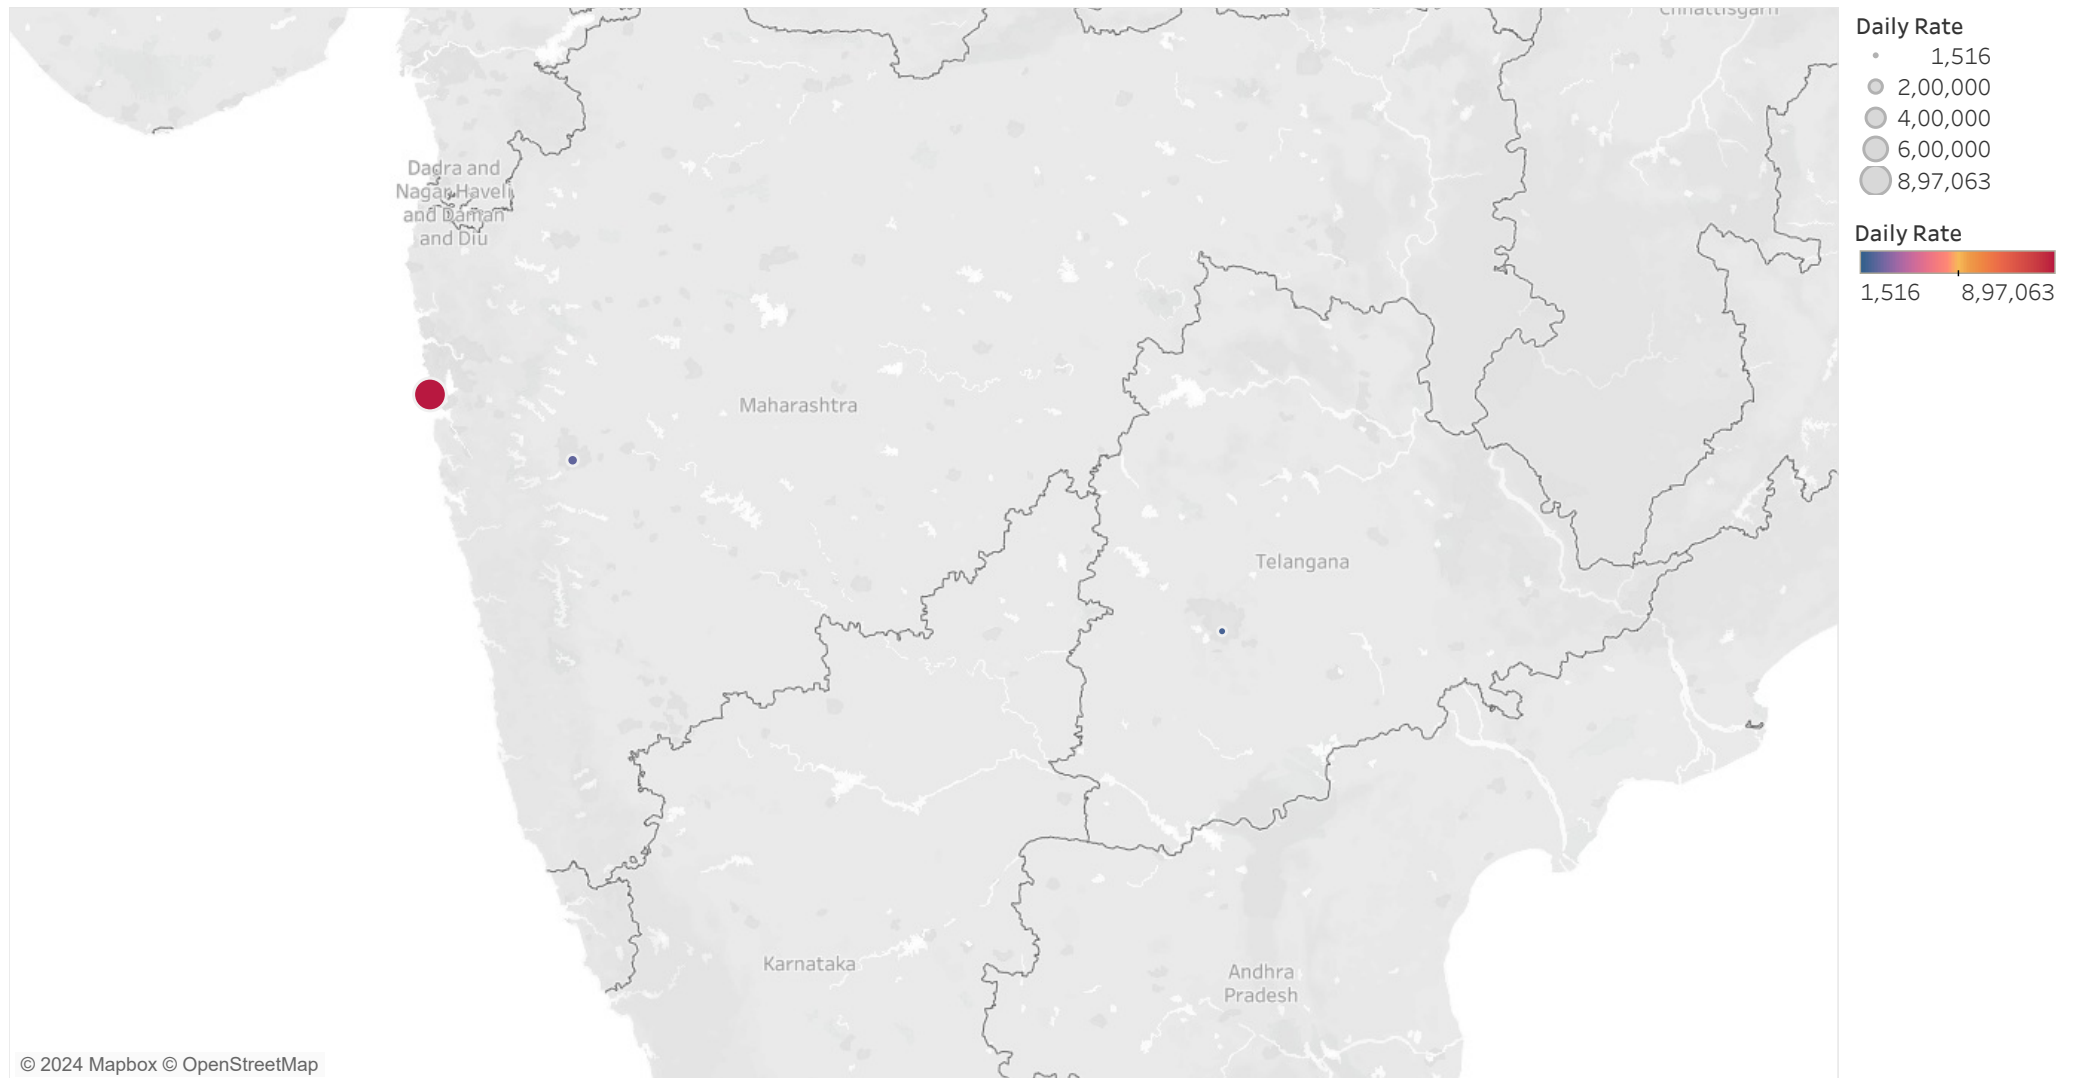 Chhattisgarh
Dadra and
Nagar Haveli
and Daman
and Diu
Maharashtra
Telangana
Karnataka
Andhra
Pradesh
© 2024 Mapbox © OpenStreetMap
Daily Rate
1,516
2,00,000
4,00,000
6,00,000
8,97,063
Daily Rate
1,516 8,97,063